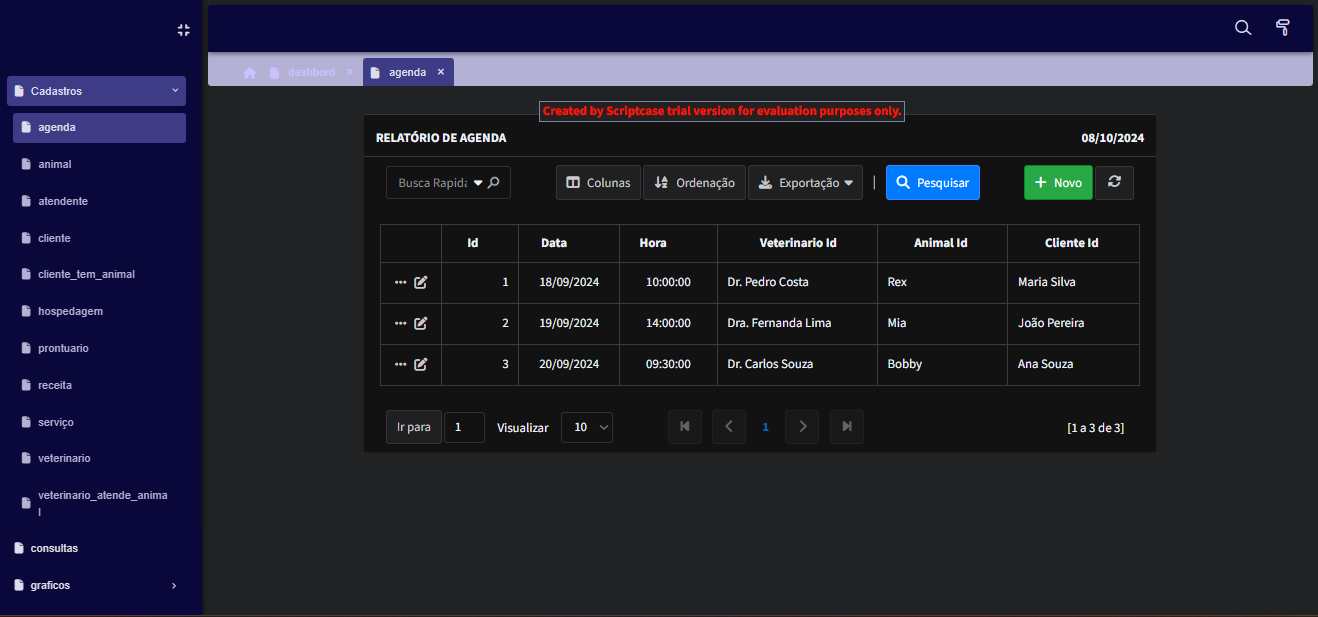 Cadastros
agenda
animal
atendente
cliente
cliente_tem_animal
hospedagem
prontuario
receita
serviço
veterinario
veterinario_atende_anima
l
consultas
graficos
dashbord ×
agenda ×
Created by Scriptcase trial version for evaluation purposes only.
RELATÓRIO DE AGENDA 08/10/2024
Busca Rapida Colunas Ordenação Exportação | Pesquisar + Novo
Id Data Hora Veterinario Id Animal Id Cliente Id
1 18/09/2024 10:00:00 Dr. Pedro Costa Rex Maria Silva
2 19/09/2024 14:00:00 Dra. Fernanda Lima Mia João Pereira
3 20/09/2024 09:30:00 Dr. Carlos Souza Bobby Ana Souza
Ir para 1 Visualizar 10 1 [1 a 3 de 3]